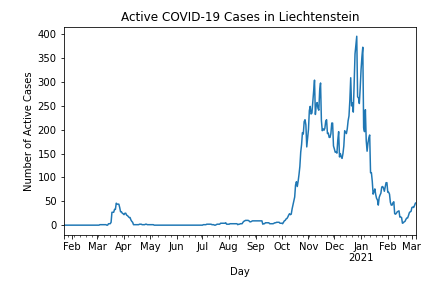 Active COVID-19 Cases in Liechtenstein
Number of Active Cases
400
350
300
250
200
150
100
50
0
Feb Mar Apr May Jun Jul Aug Sep Oct Nov Dec Jan Feb Mar
2021
Day